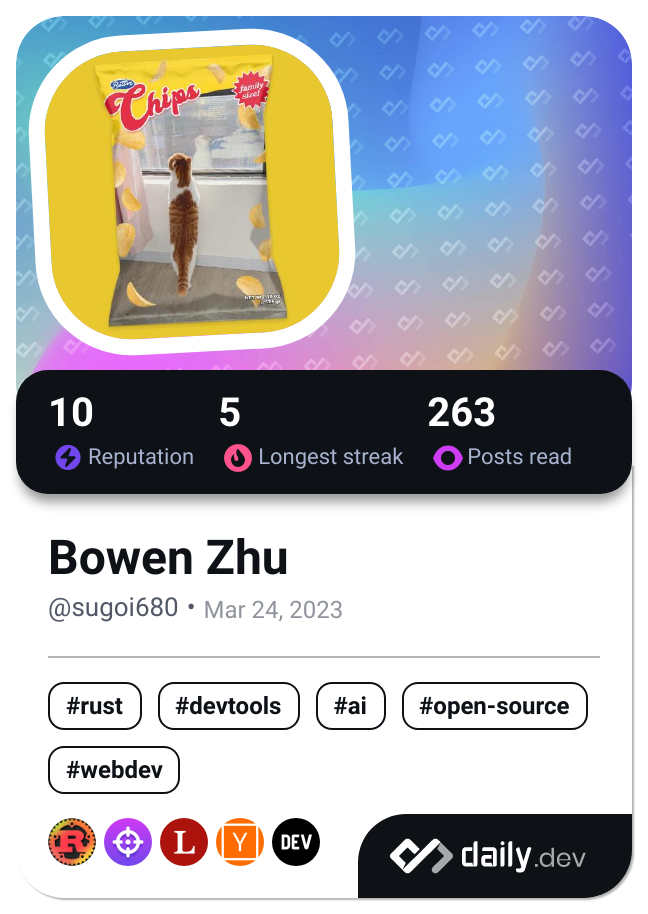 Better
Chips
family
size!
10
5
263
Reputation
Longest streak
Posts read
Bowen Zhu
@sugoi680 • Mar 24, 2023
#rust
#devtools
#ai
#open-source
#webdev
R
L
Y
DEV
daily.dev